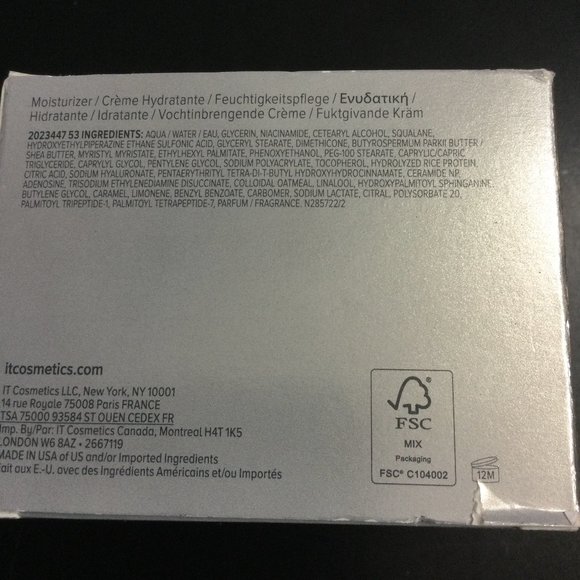 Moisturizer / Crème Hydratante / Feuchtigkeitspflege / Ενυδατική /
Hidratante / Idratante / Vochtinbrengende Crème / Fuktgivande Kräm
2023447 53 INGREDIENTS: AQUA / WATER / EAU, GLYCERIN, NIACINAMIDE, CETEARYL ALCOHOL, SQUALANE,
HYDROXYETHYLPIPERAZINE ETHANE SULFONIC ACID, GLYCERYL STEARATE, DIMETHICONE, BUTYROSPERMUM PARKII BUTTER /
SHEA BUTTER, MYRISTYL MYRISTATE, ETHYLHEXYL PALMITATE, PHENOXYETHANOL, PEG-100 STEARATE, CAPRYLIC/CAPRIC
TRIGLYCERIDE, CAPRYLYL GLYCOL, PENTYLENE GLYCOL, SODIUM POLYACRYLATE, TOCOPHEROL, HYDROLYZED RICE PROTEIN,
CITRIC ACID, SODIUM HYALURONATE, PENTAERYTHRITYL TETRA-DI-T-BUTYL HYDROXYHYDROCINNAMATE, CERAMIDE NP,
ADENOSINE, TRISODIUM ETHYLENEDIAMINE DISUCCINATE, COLLOIDAL OATMEAL, LINALOOL, HYDROXYPALMITOYL SPHINGANINE,
BUTYLENE GLYCOL, CARAMEL, LIMONENE, BENZYL BENZOATE, CARBOMER, SODIUM LACTATE, CITRAL, POLYSORBATE 20,
PALMITOYL TRIPEPTIDE-1, PALMITOYL TETRAPEPTIDE-7, PARFUM / FRAGRANCE. N285722/2
itcosmetics.com
IT Cosmetics LLC, New York, NY 10001
14 rue Royale 75008 Paris FRANCE
TSA 75000 93584 ST OUEN CEDEX FR
Imp. By/Par: IT Cosmetics Canada, Montreal H4T 1K5
LONDON W6 8AZ • 2667119
MADE IN USA of US and/or Imported Ingredients
Fait aux E.-U. avec des Ingrédients Américains et/ou Importés
FSC
MIX
Packaging
FSC® C104002
12M